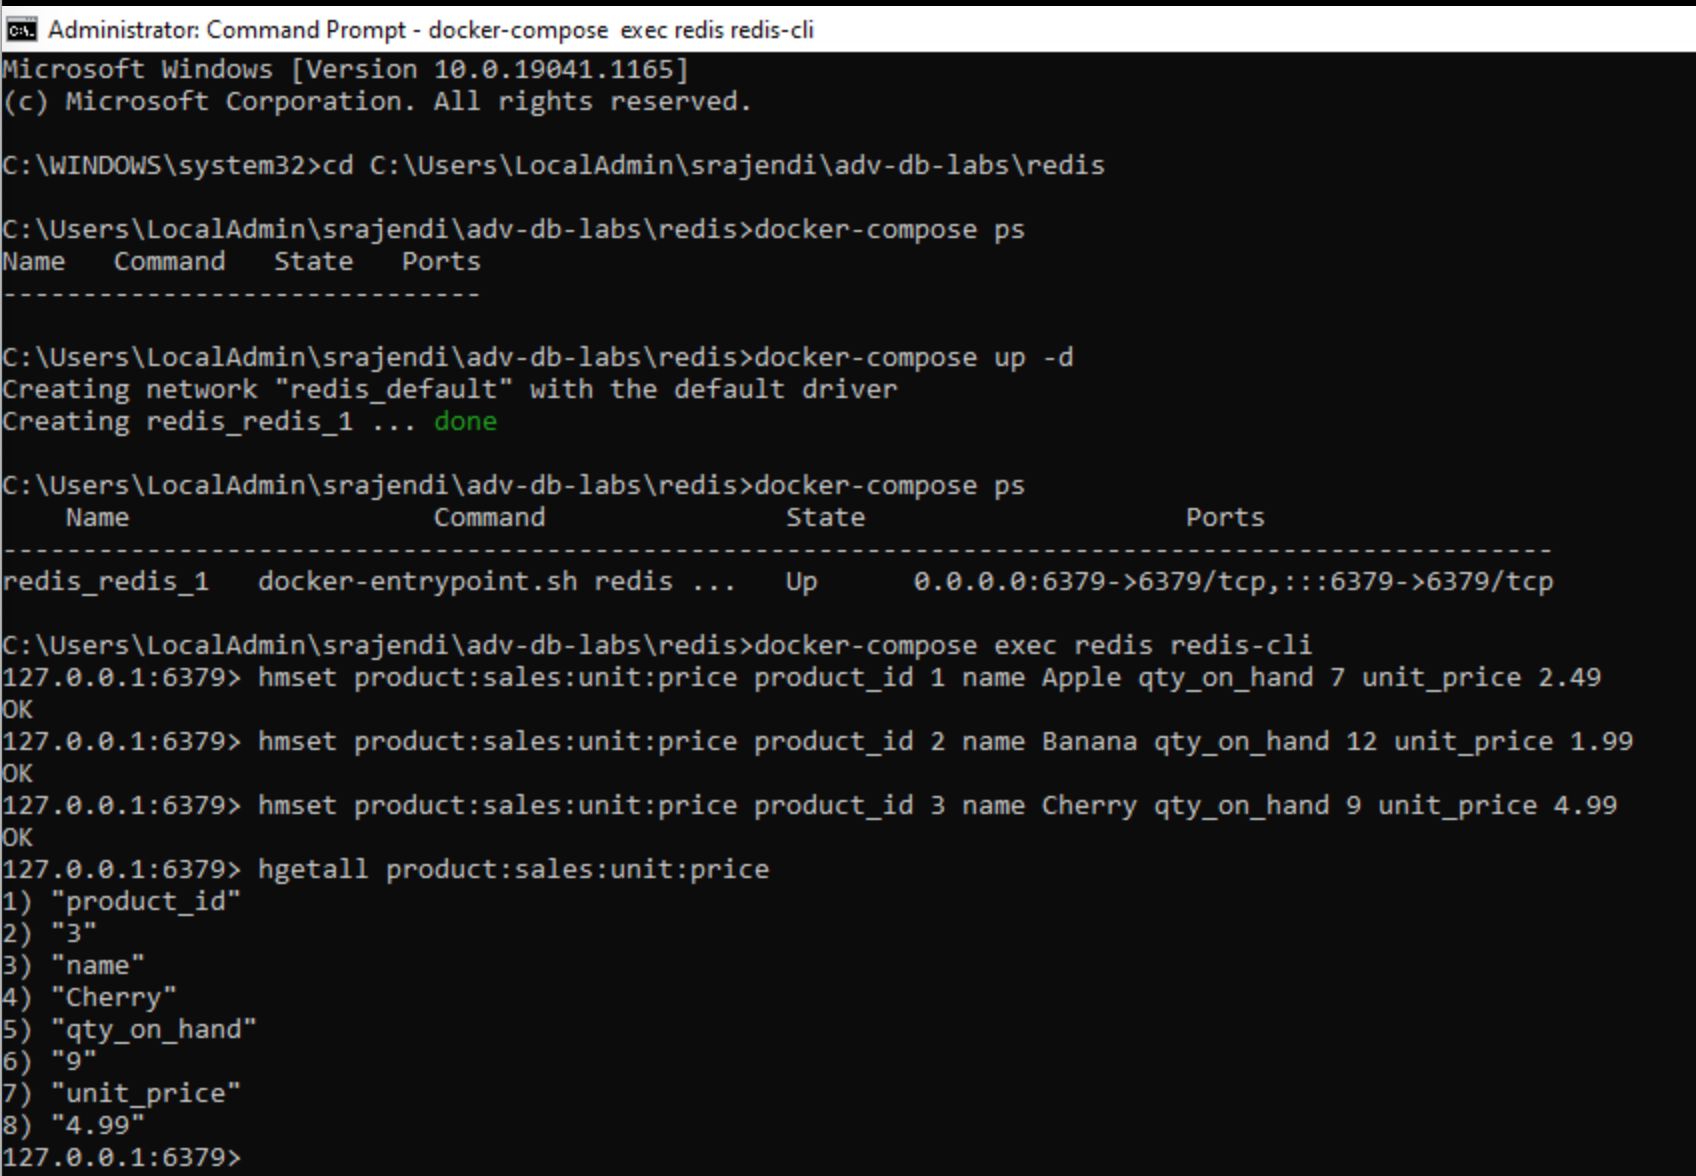 Administrator: Command Prompt - docker-compose  exec redis redis-cli
Microsoft Windows [Version 10.0.19041.1165]
(c) Microsoft Corporation. All rights reserved.
C:\WINDOWS\system32>cd C:\Users\LocalAdmin\srajendi\adv-db-labs\redis
C:\Users\LocalAdmin\srajendi\adv-db-labs\redis>docker-compose ps
Name   Command   State   Ports
------------------------------
C:\Users\LocalAdmin\srajendi\adv-db-labs\redis>docker-compose up -d
Creating network "redis_default" with the default driver
Creating redis_redis_1 ... done
C:\Users\LocalAdmin\srajendi\adv-db-labs\redis>docker-compose ps
    Name                   Command               State                    Ports
-------------------------------------------------------------------------------------------------
redis_redis_1   docker-entrypoint.sh redis ...   Up      0.0.0.0:6379->6379/tcp,:::6379->6379/tcp
C:\Users\LocalAdmin\srajendi\adv-db-labs\redis>docker-compose exec redis redis-cli
127.0.0.1:6379> hmset product:sales:unit:price product_id 1 name Apple qty_on_hand 7 unit_price 2.49
OK
127.0.0.1:6379> hmset product:sales:unit:price product_id 2 name Banana qty_on_hand 12 unit_price 1.99
OK
127.0.0.1:6379> hmset product:sales:unit:price product_id 3 name Cherry qty_on_hand 9 unit_price 4.99
OK
127.0.0.1:6379> hgetall product:sales:unit:price
1) "product_id"
2) "3"
3) "name"
4) "Cherry"
5) "qty_on_hand"
6) "9"
7) "unit_price"
8) "4.99"
127.0.0.1:6379>